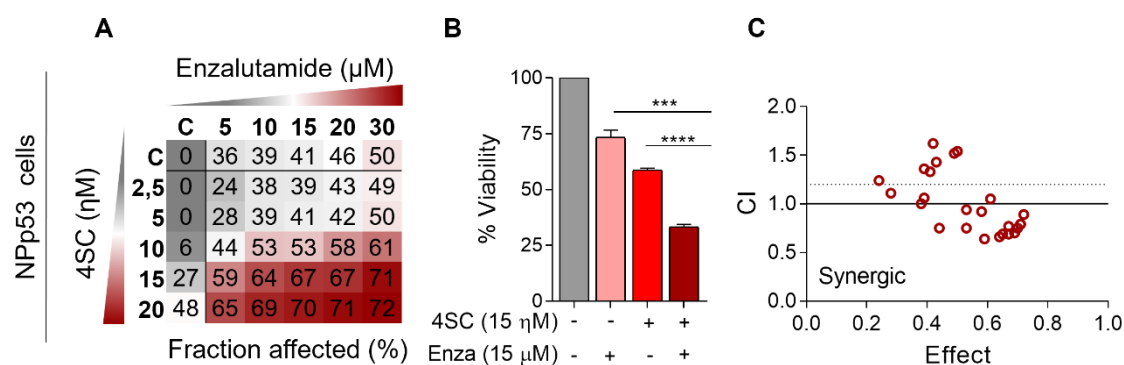 A
NPp53 cells
Enzalutamide (µM)
4SC (ηM)
C 5 10 15 20 30
C 0 36 39 41 46 50
2,5 0 24 38 39 43 49
5 0 28 39 41 42 50
10 6 44 53 53 58 61
15 27 59 64 67 67 71
20 48 65 69 70 71 72
Fraction affected (%)
B
% Viability
100
75
50
25
0
***
****
4SC (15 ηM) - - + +
Enza (15 µM) - + - +
C
CI
2.0
1.5
1.0
0.5
0.0
Synergic
0.0 0.2 0.4 0.6 0.8 1.0
Effect